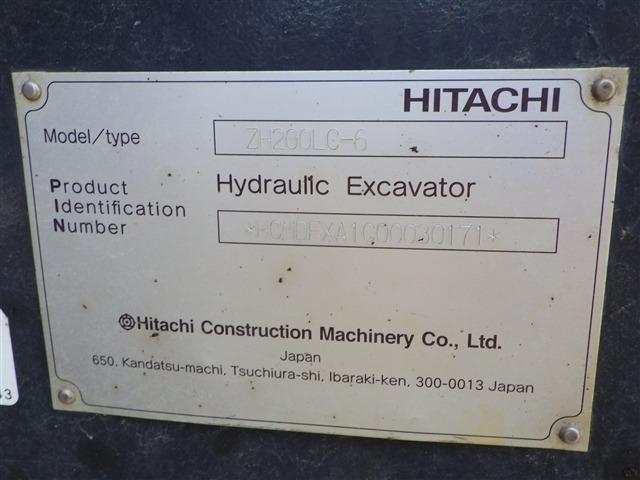 HITACHI
Model/type ZH200LC-6
Hydraulic Excavator
Product
Identification
Number
Hitachi Construction Machinery Co., Ltd.
Japan
650, Kandatsu-machi, Tsuchiura-shi, Ibaraki-ken, 300-0013 Japan